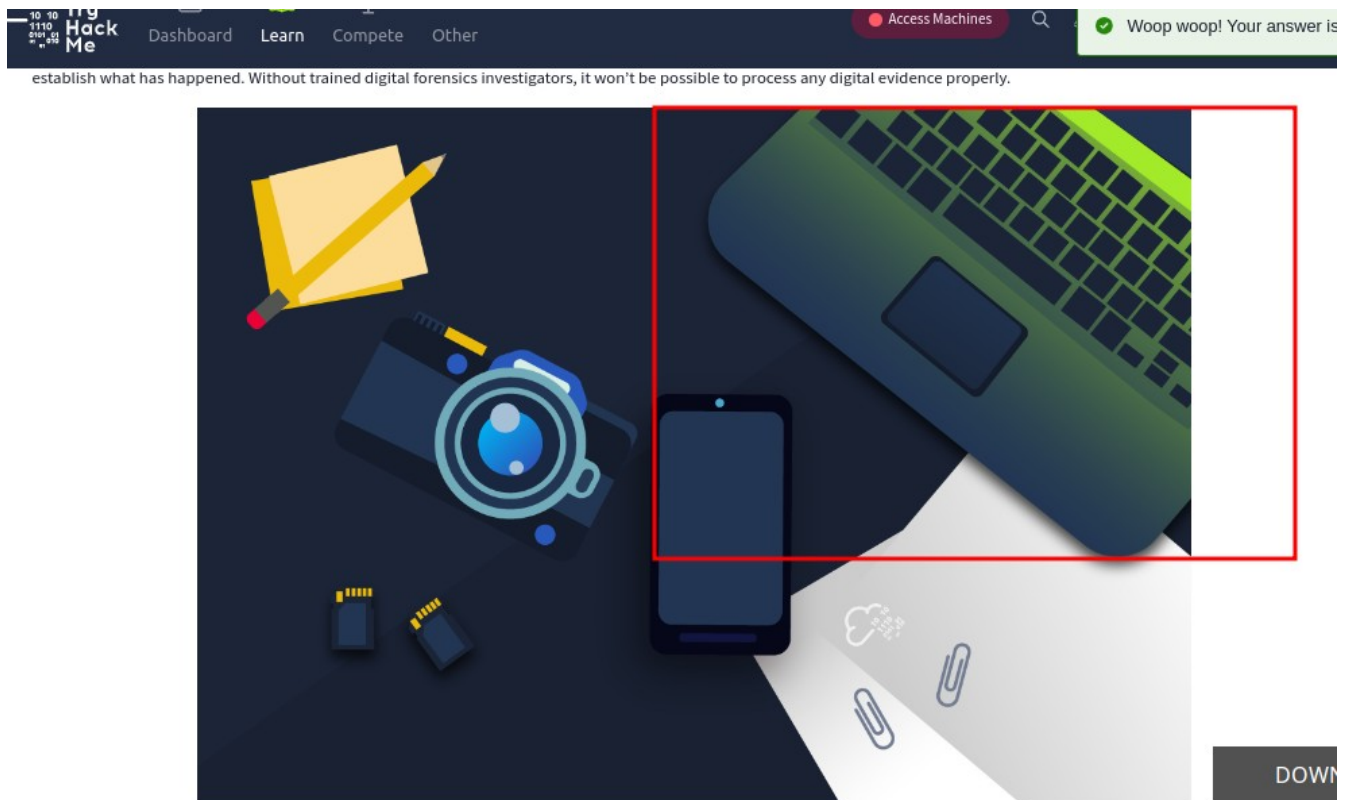 Try
Hack
Me
Dashboard Learn Compete Other
Access Machines
Woop woop! Your answer is
establish what has happened. Without trained digital forensics investigators, it won't be possible to process any digital evidence properly.
DOWN